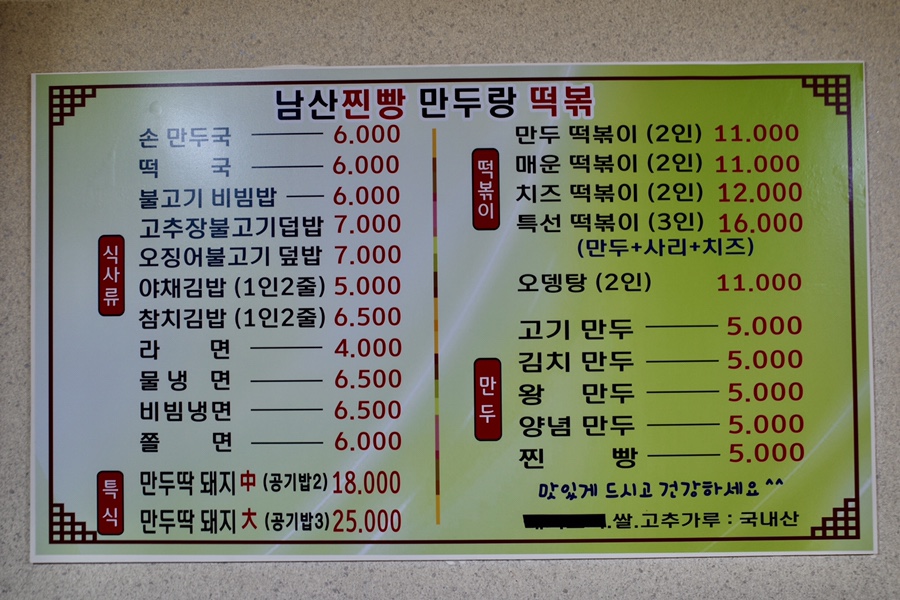 남산찐빵 만두랑 떡볶
식사류
손 만두국 6.000
떡 국 6.000
불고기 비빔밥 6.000
고추장불고기덥밥 7.000
오징어불고기 덮밥 7.000
야채김밥 (1인2줄) 5.000
참치김밥 (1인2줄) 6.500
라 면 4.000
물냉 면 6.500
비빔냉면 6.500
쫄 면 6.000
특식
만두딱 돼지 中 (공기밥2) 18.000
만두딱 돼지 大 (공기밥3) 25.000
떡볶이
만두 떡볶이 (2인) 11.000
매운 떡볶이 (2인) 11.000
치즈 떡볶이 (2인) 12.000
특선 떡볶이 (3인) 16.000
(만두+사리+치즈)
오뎅탕 (2인) 11.000
만두
고기 만두 5.000
김치 만두 5.000
왕 만두 5.000
양념 만두 5.000
찐 빵 5.000
맛있게 드시고 건강하세요^^
.쌀.고추가루 : 국내산